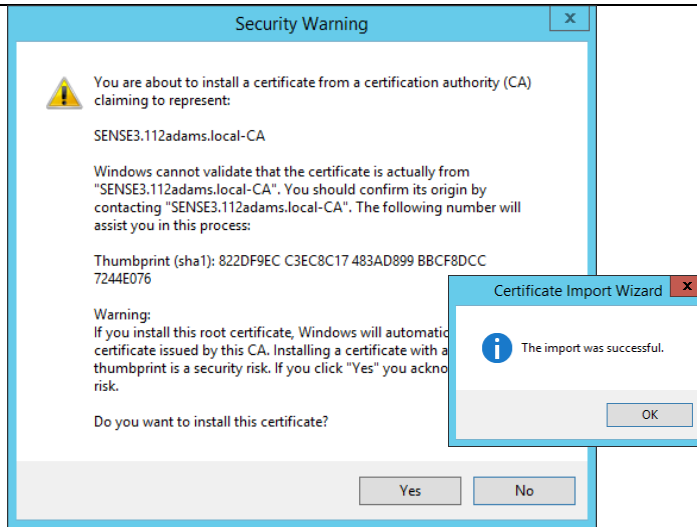 Security Warning
x
You are about to install a certificate from a certification authority (CA)
claiming to represent:
SENSE3.112adams.local-CA
Windows cannot validate that the certificate is actually from
"SENSE3.112adams.local-CA". You should confirm its origin by
contacting "SENSE3.112adams.local-CA". The following number will
assist you in this process:
Thumbprint (sha1): 822DF9EC C3EC8C17 483AD899 BBCF8DCC
7244E076
Warning:
If you install this root certificate, Windows will automatic
certificate issued by this CA. Installing a certificate with a
thumbprint is a security risk. If you click "Yes" you ackno
risk.
Do you want to install this certificate?
Yes No
Certificate Import Wizard
x
The import was successful.
OK